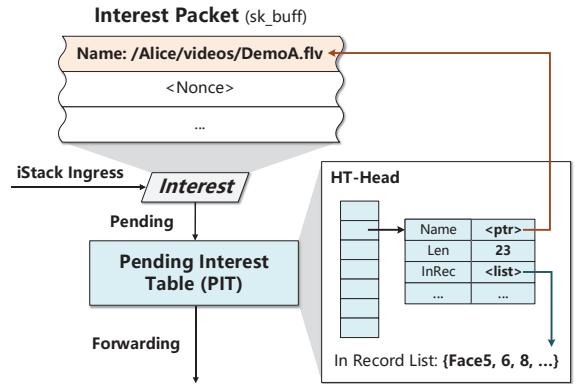 Interest Packet (sk_buff)
Name: /Alice/videos/DemoA.flv
<Nonce>
...
iStack Ingress
Interest
Pending
Pending Interest
Table (PIT)
Forwarding
HT-Head
Name <ptr>
Len 23
InRec <list>
... ...
In Record List: {Face5, 6, 8, ...}